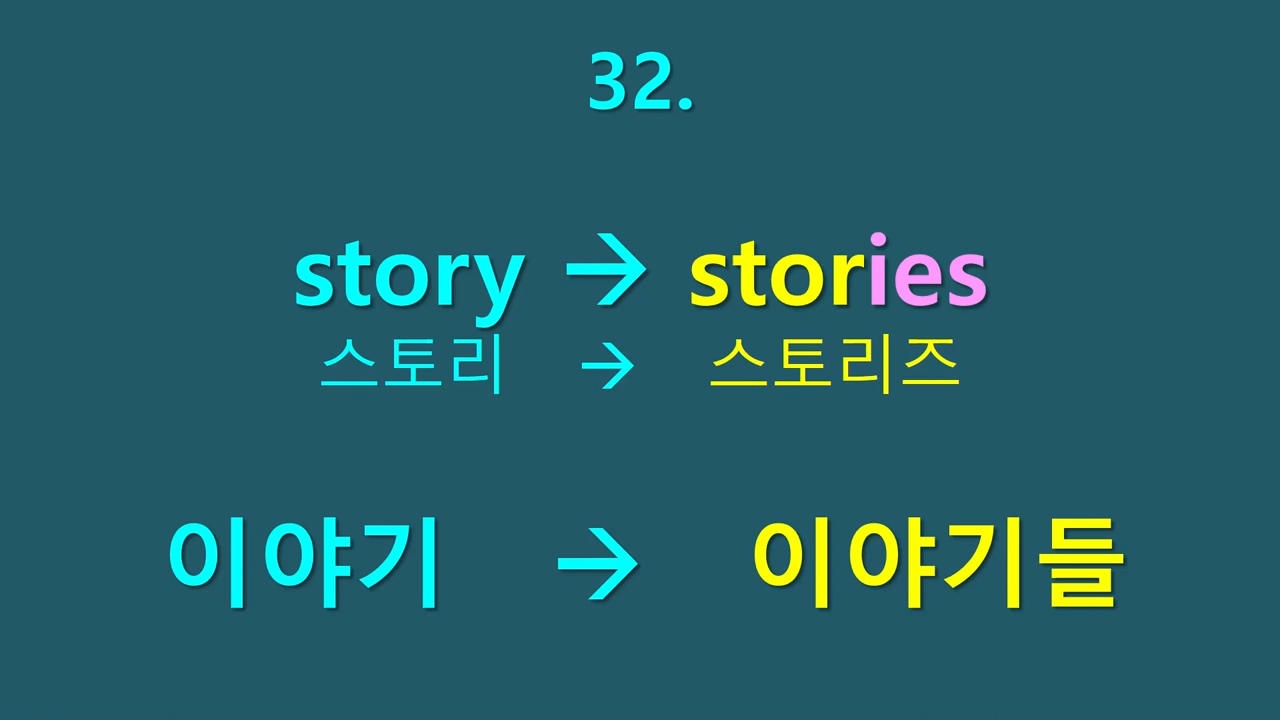 32.
story → stories
스토리 → 스토리즈
이야기 → 이야기들